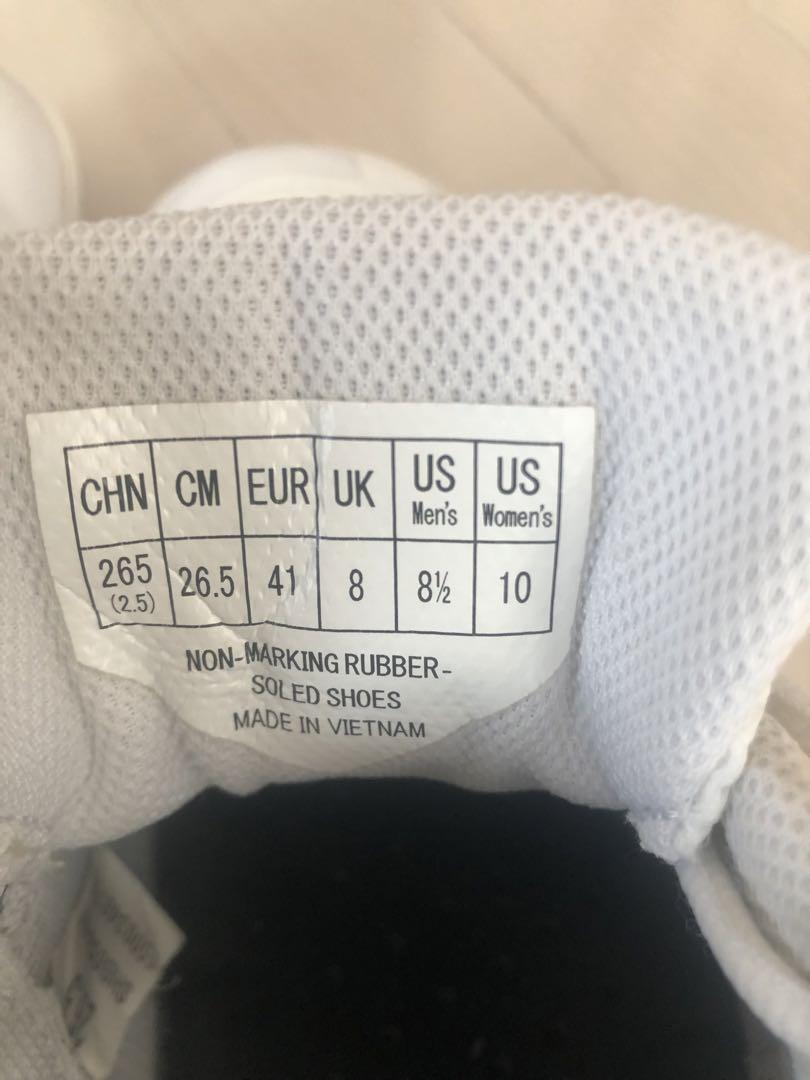 CHN CM EUR UK US Men's US Women's
265 (2.5) 26.5 41 8 8½ 10
NON-MARKING RUBBER-
SOLED SHOES
MADE IN VIETNAM